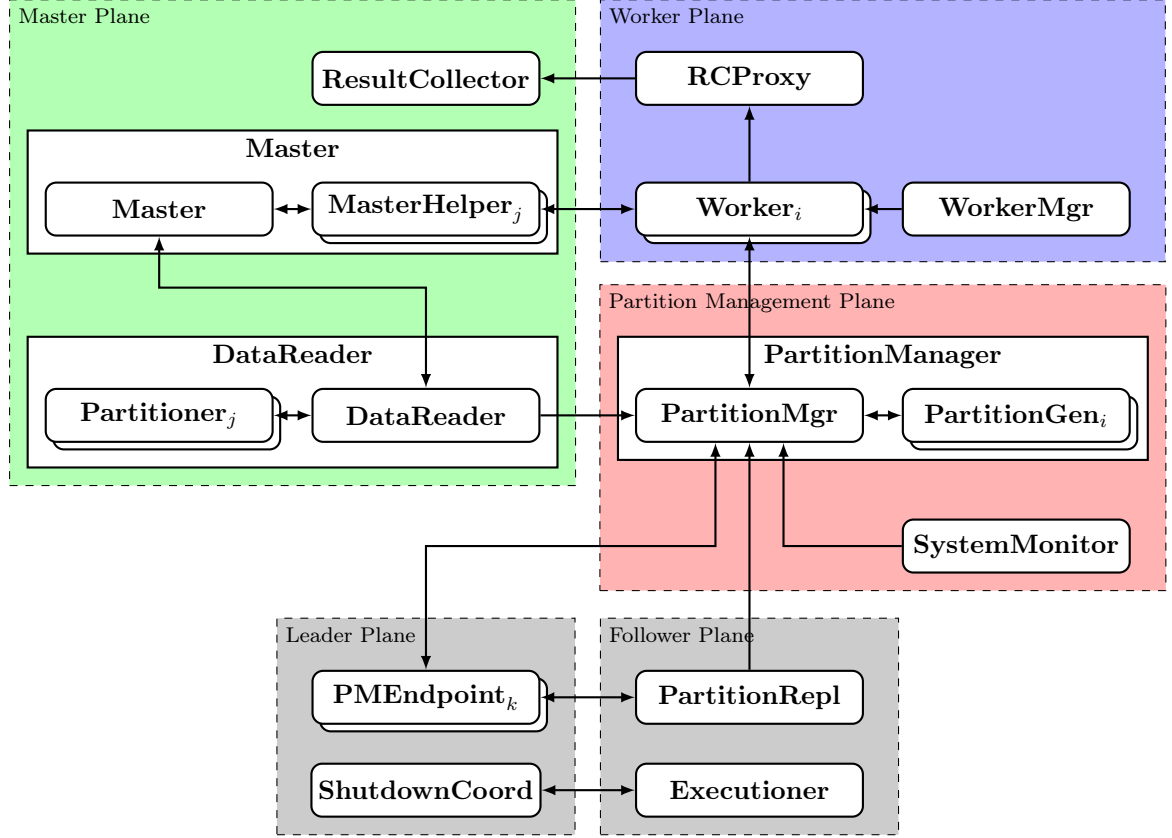 Master Plane
Worker Plane
ResultCollector
RCProxy
Master
Master
MasterHelper_j
Worker_i
WorkerMgr
Partition Management Plane
DataReader
PartitionManager
Partitioner_j
DataReader
PartitionMgr
PartitionGen_i
SystemMonitor
Leader Plane
Follower Plane
PMEndpoint_k
PartitionRepl
ShutdownCoord
Executioner